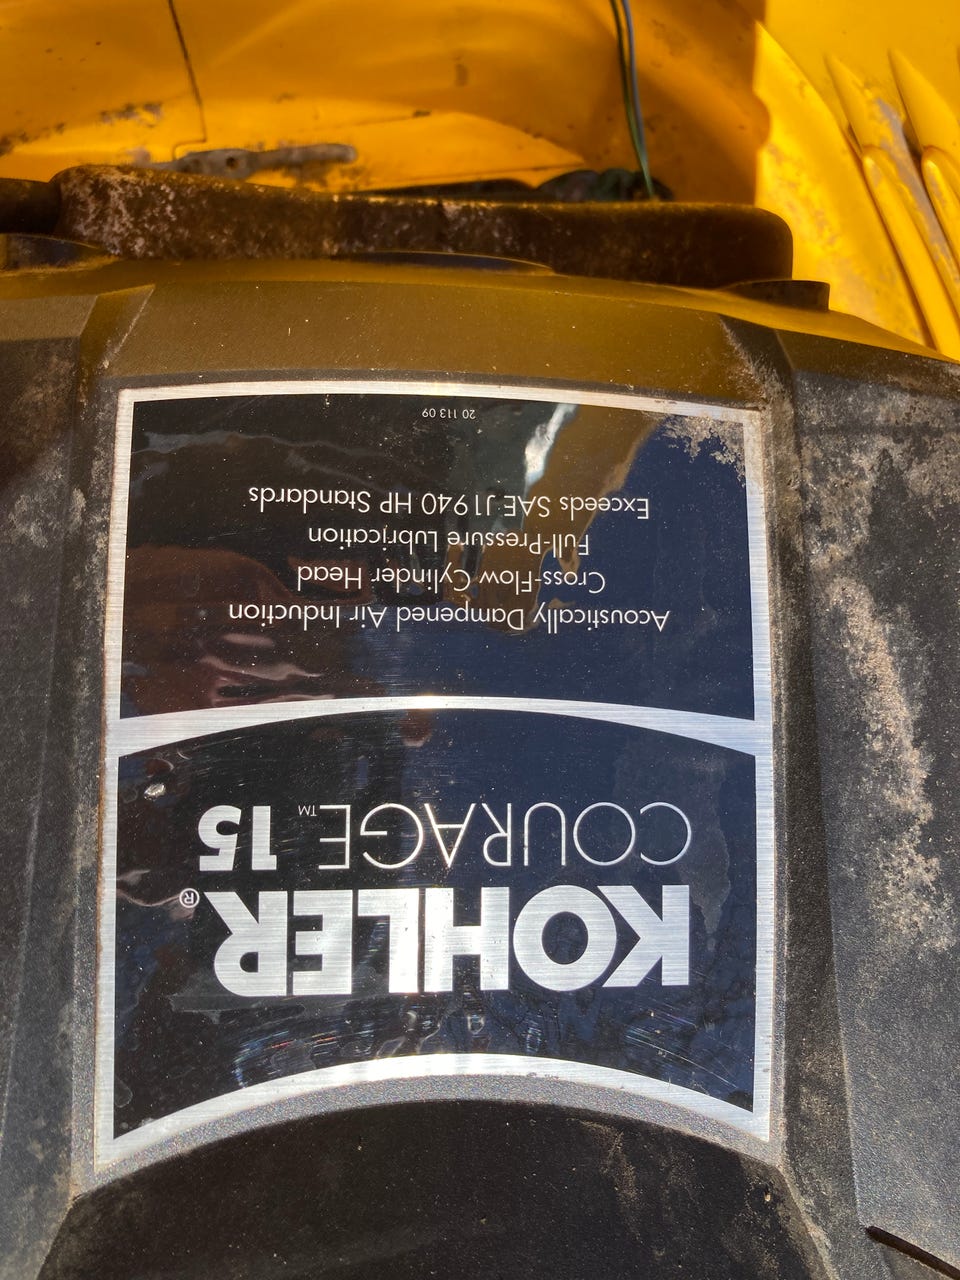 KOHLER®
COURAGE™ 15
Acoustically Dampened Air Induction
Cross-Flow Cylinder Head
Full-Pressure Lubrication
Exceeds SAE J1940 HP Standards
20 113 09